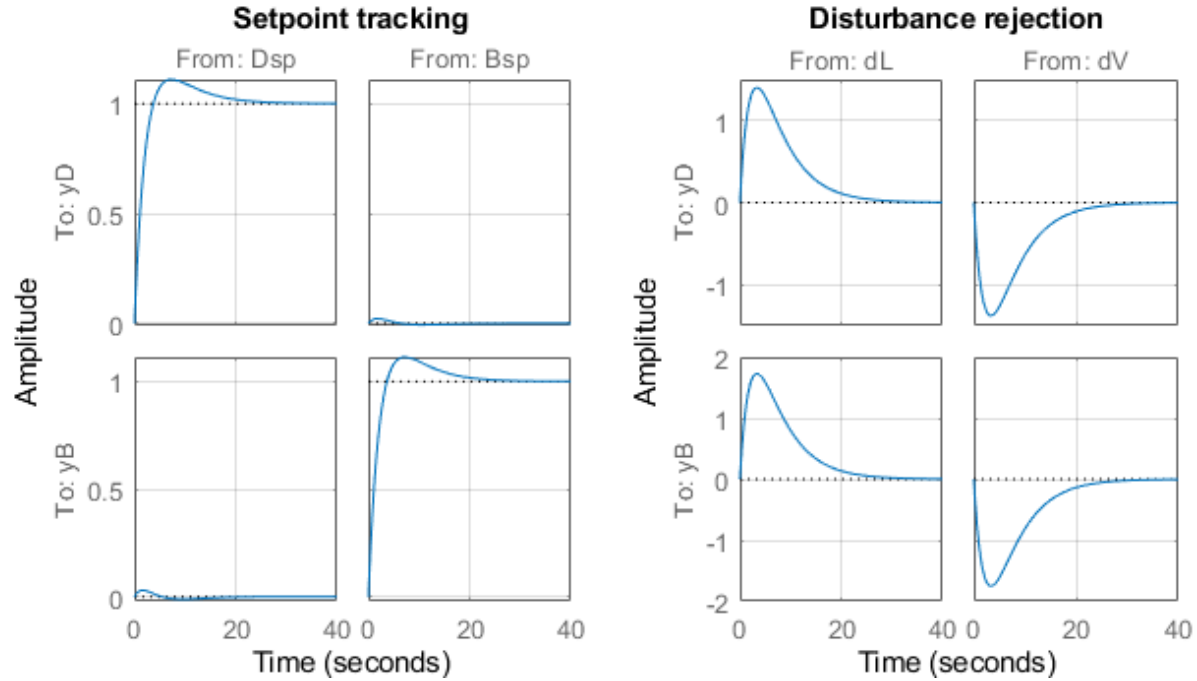 Setpoint tracking
From: Dsp
From: Bsp
To: yD
1
0.5
0
To: yB
1
0.5
0
Amplitude
0
20
40
0
20
40
Time (seconds)
Disturbance rejection
From: dL
From: dV
To: yD
1
0
-1
To: yB
2
1
0
-1
-2
Amplitude
0
20
40
0
20
40
Time (seconds)